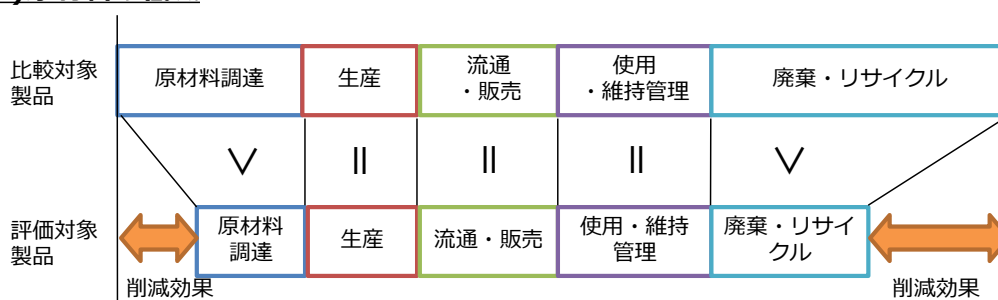 比較対象
製品
原材料調達
生産
流通
・販売
使用
・維持管理
廃棄・リサイクル
∨
||
||
||
∨
評価対象
製品
原材料
調達
生産
流通・販売
使用・維持
管理
廃棄・リサイ
クル
削減効果
削減効果